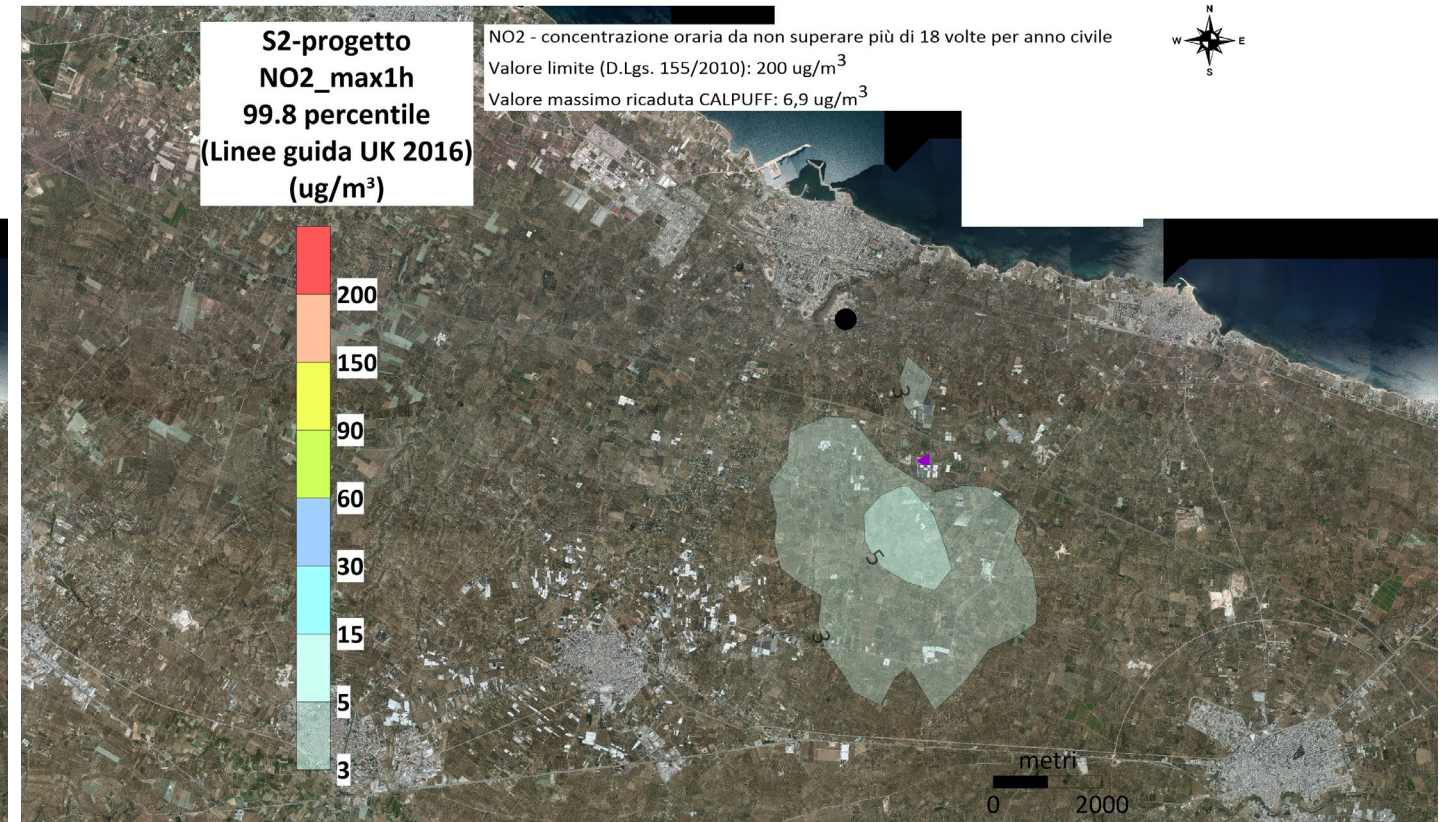 S2-progetto
NO2_max1h
99.8 percentile
(Linee guida UK 2016)
(ug/m³)
NO2 - concentrazione oraria da non superare più di 18 volte per anno civile
Valore limite (D.Lgs. 155/2010): 200 ug/m³
Valore massimo ricaduta CALPUFF: 6,9 ug/m³
N
W E
S
200
150
90
60
30
15
5
3
3
5
3
metri
0 2000